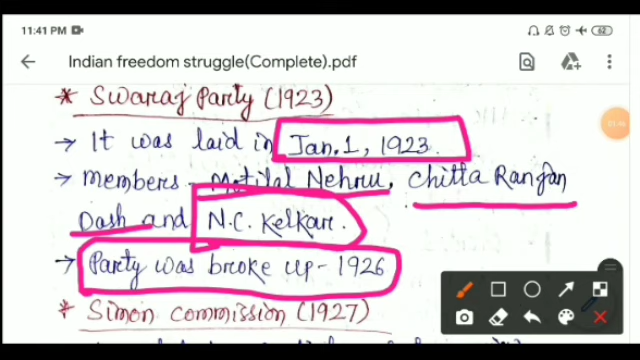 11:41 PM 62
Indian freedom struggle(Complete).pdf
* Swaraj Party (1923)
→ It was laid in Jan. 1, 1923.
→ members - Motilal Nehru, Chitta Ranjan
Dash and N.C. Kelkar.
→ Party was broke up - 1926
* Simon commission (1927)